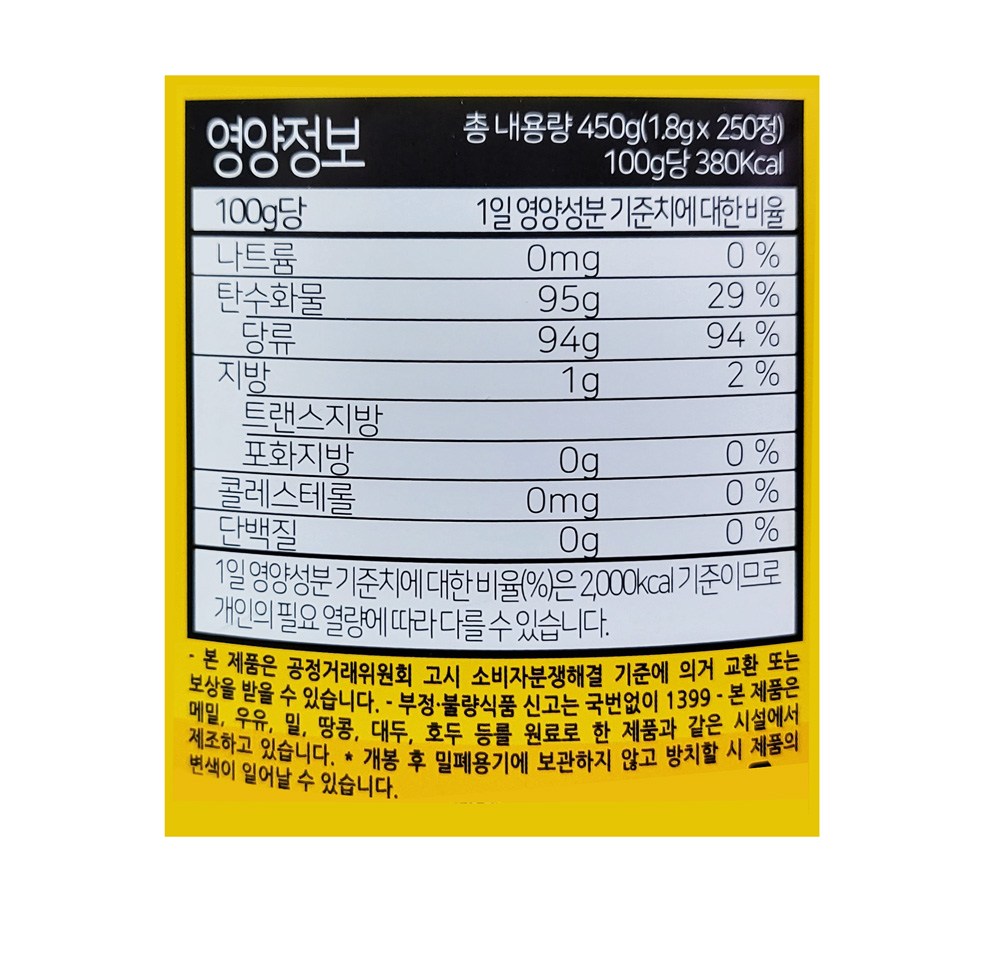 영양정보
총 내용량 450g(1.8g x 250정)
100g당 380Kcal
100g당 1일 영양성분 기준치에 대한 비율
나트륨 0mg 0 %
탄수화물 95g 29 %
당류 94g 94 %
지방 1g 2 %
트랜스지방
포화지방 0g 0 %
콜레스테롤 0mg 0 %
단백질 0g 0 %
1일 영양성분 기준치에 대한 비율(%)은 2,000kcal 기준이므로
개인의 필요 열량에 따라 다를 수 있습니다.
- 본 제품은 공정거래위원회 고시 소비자분쟁해결 기준에 의거 교환 또는
보상을 받을 수 있습니다. - 부정·불량식품 신고는 국번없이 1399 - 본 제품은
메밀, 우유, 밀, 땅콩, 대두, 호두 등를 원료로 한 제품과 같은 시설에서
제조하고 있습니다. * 개봉 후 밀폐용기에 보관하지 않고 방치할 시 제품의
변색이 일어날 수 있습니다.